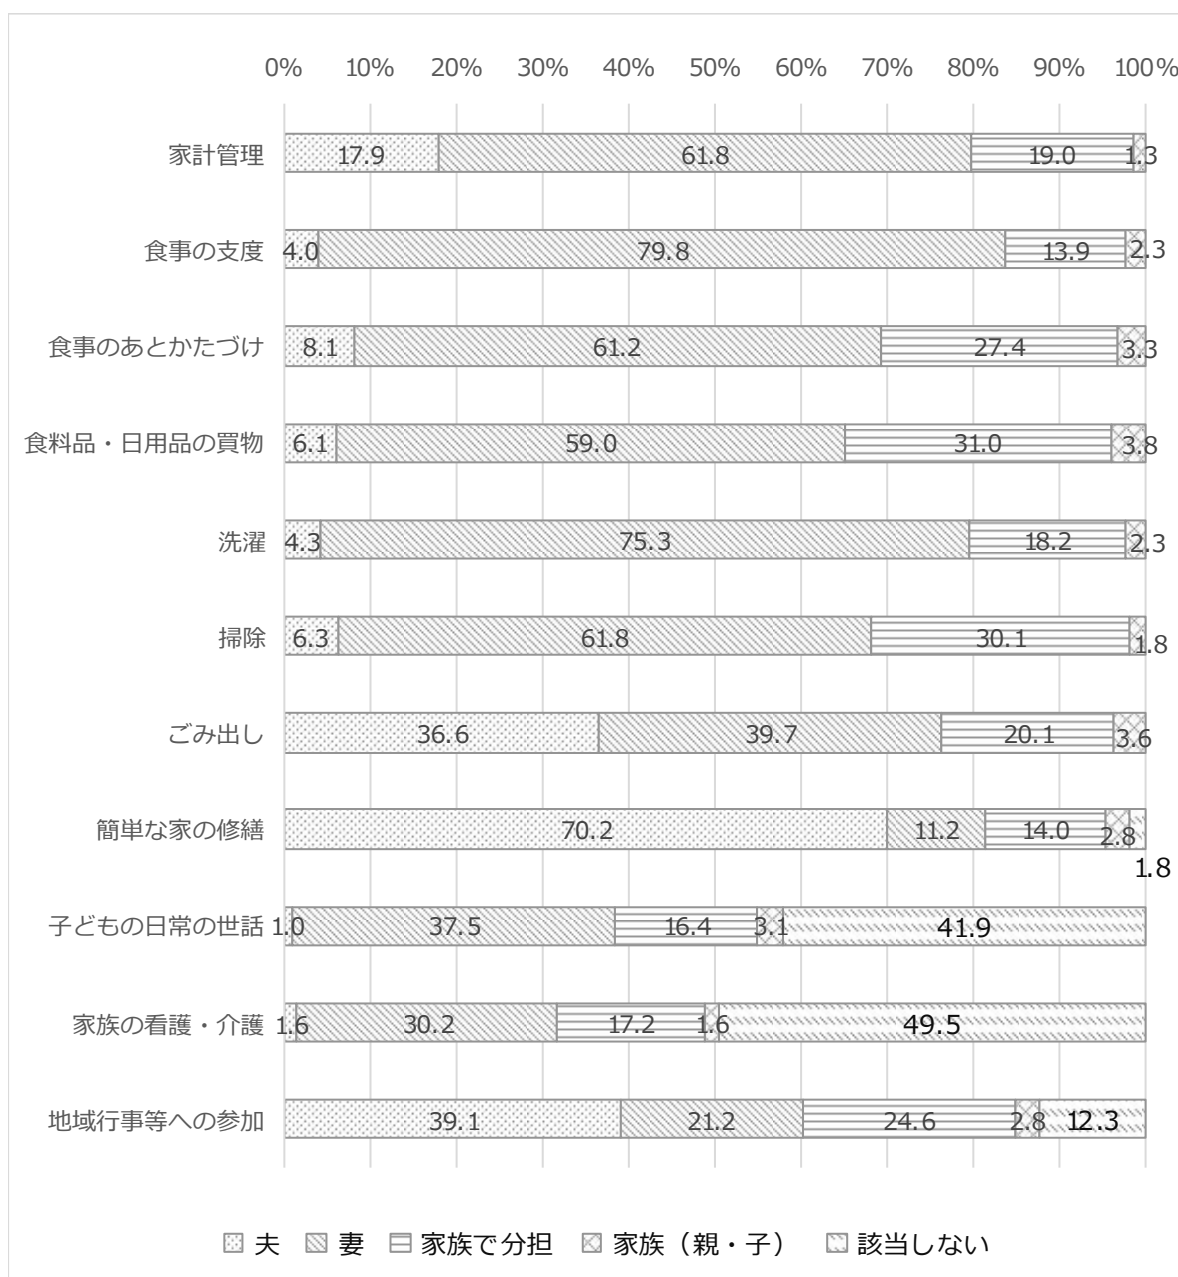 0% 10% 20% 30% 40% 50% 60% 70% 80% 90% 100%
家計管理 17.9 61.8 19.0 1.3
食事の支度 4.0 79.8 13.9 2.3
食事のあとかたづけ 8.1 61.2 27.4 3.3
食料品・日用品の買物 6.1 59.0 31.0 3.8
洗濯 4.3 75.3 18.2 2.3
掃除 6.3 61.8 30.1 1.8
ごみ出し 36.6 39.7 20.1 3.6
簡単な家の修繕 70.2 11.2 14.0 2.8
1.8
子どもの日常の世話 1.0 37.5 16.4 3.1 41.9
家族の看護・介護 1.6 30.2 17.2 1.6 49.5
地域行事等への参加 39.1 21.2 24.6 2.8 12.3
夫 妻 家族で分担 家族（親・子） 該当しない